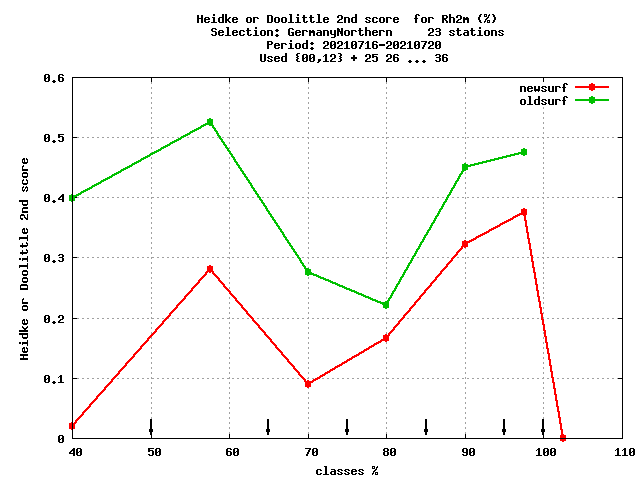 Heidke or Doolittle 2nd score  for Rh2m (%)
Selection: GermanyNorthern     23 stations
Period: 20210716-20210720
Used {00,12} + 25 26 ... 36
newsurf
oldsurf
Heidke or Doolittle 2nd score
0.6
0.5
0.4
0.3
0.2
0.1
0
40 50 60 70 80 90 100 110
classes %